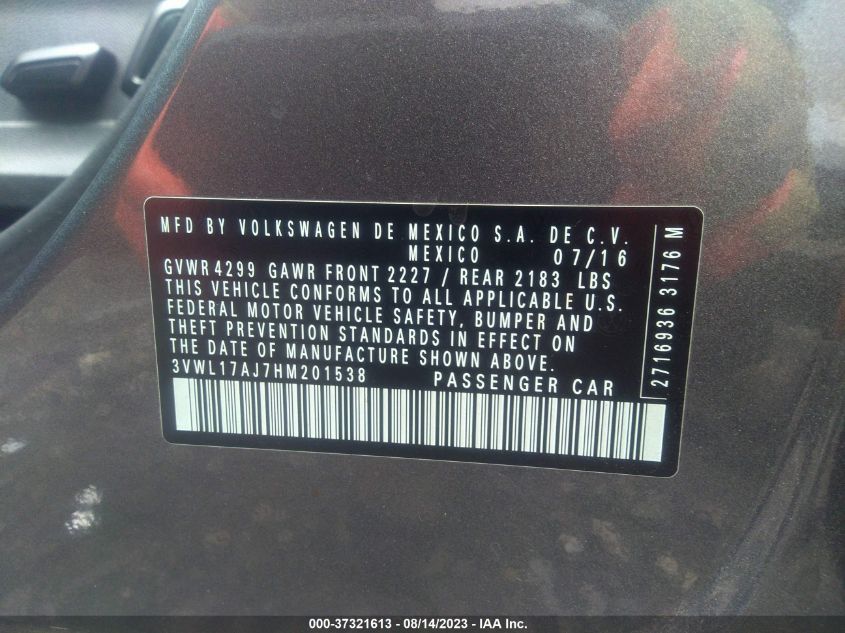 MFD BY VOLKSWAGEN DE MEXICO S.A. DE C.V.
MEXICO 07/16
GVWR 4299 GAWR FRONT 2227 / REAR 2183 LBS
THIS VEHICLE CONFORMS TO ALL APPLICABLE U.S.
FEDERAL MOTOR VEHICLE SAFETY, BUMPER AND
THEFT PREVENTION STANDARDS IN EFFECT ON
THE DATE OF MANUFACTURE SHOWN ABOVE.
3VWL17AJ7HM201538 PASSENGER CAR
2716936 3176 M
000-37321613 - 08/14/2023 - IAA Inc.